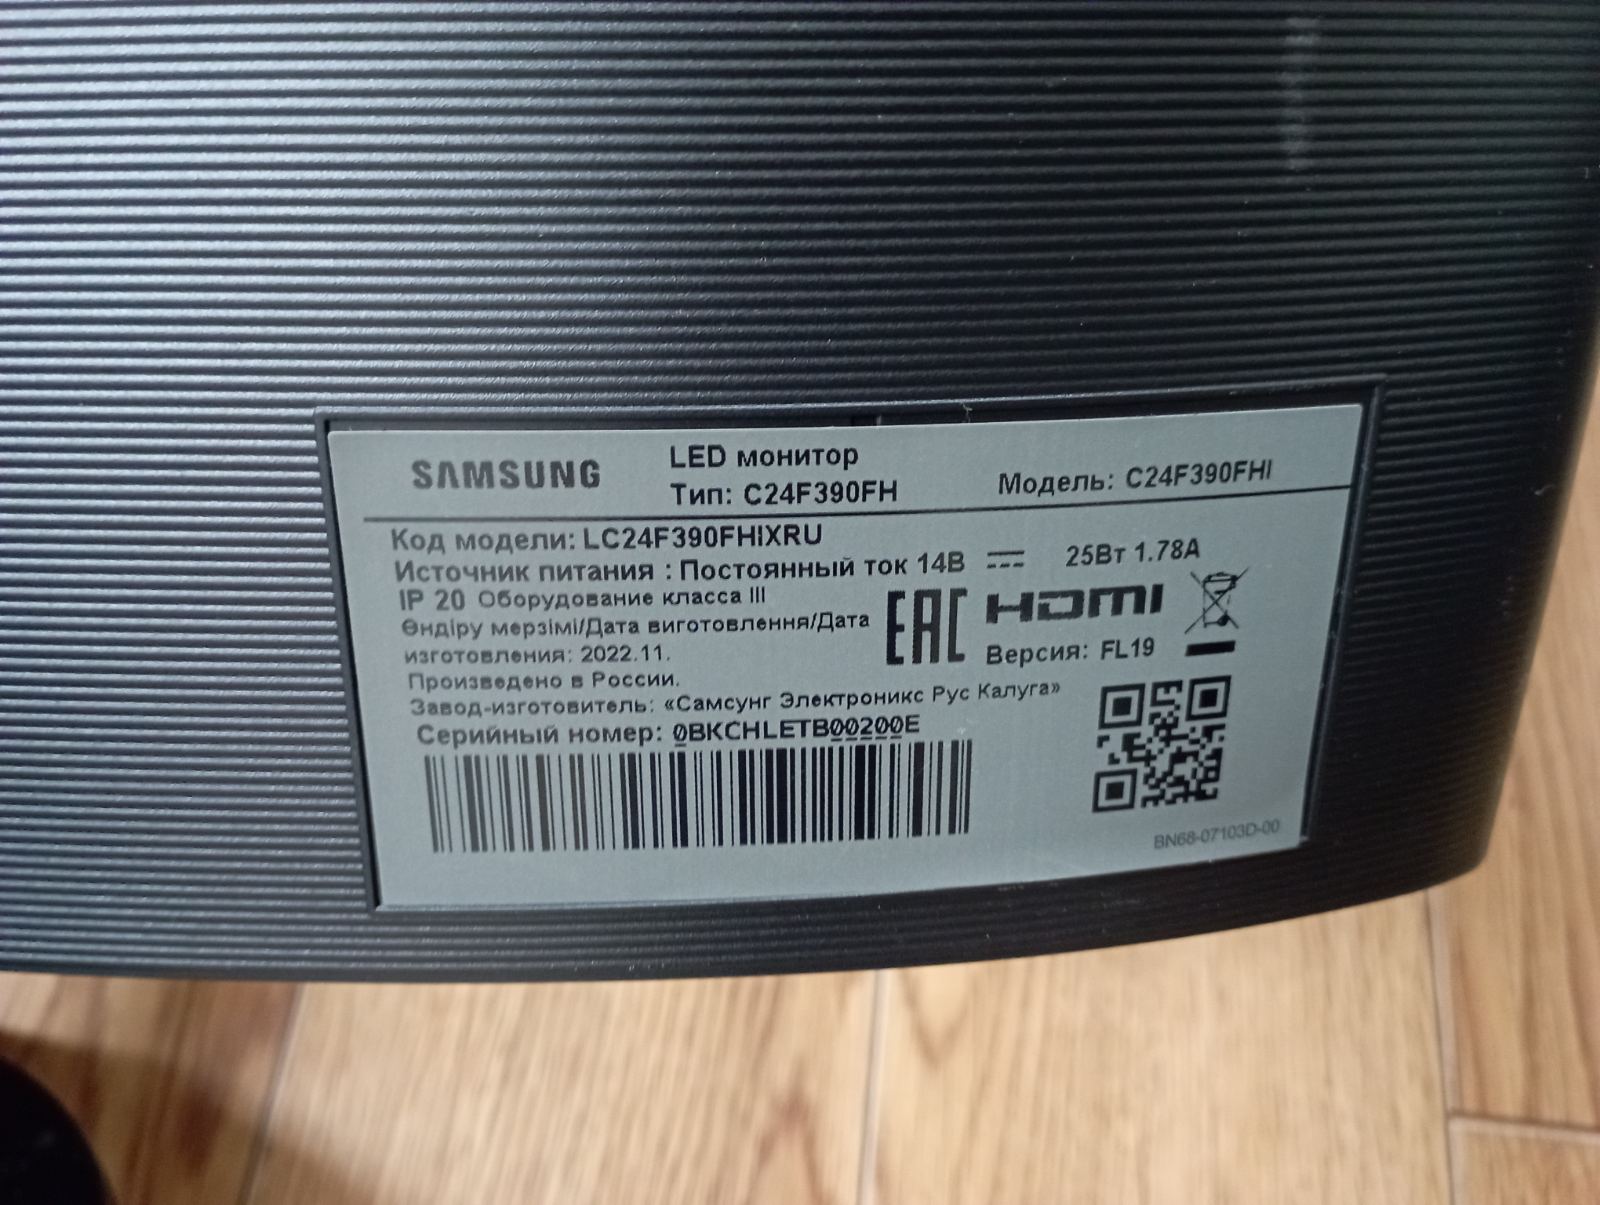 SAMSUNG
LED монитор
Тип: C24F390FH
Модель: C24F390FHI
Код модели: LC24F390FHIXRU
Источник питания : Постоянный ток 14В 25Вт 1.78А
IP 20 Оборудование класса III
Өндіру мерзімі/Дата виготовлення/Дата
изготовления: 2022.11.
Произведено в России.
Завод-изготовитель: «Самсунг Электроникс Рус Калуга»
Серийный номер: 0BKCHLETB00200E
EAC HDMI
Версия: FL19
BN68-07103D-00